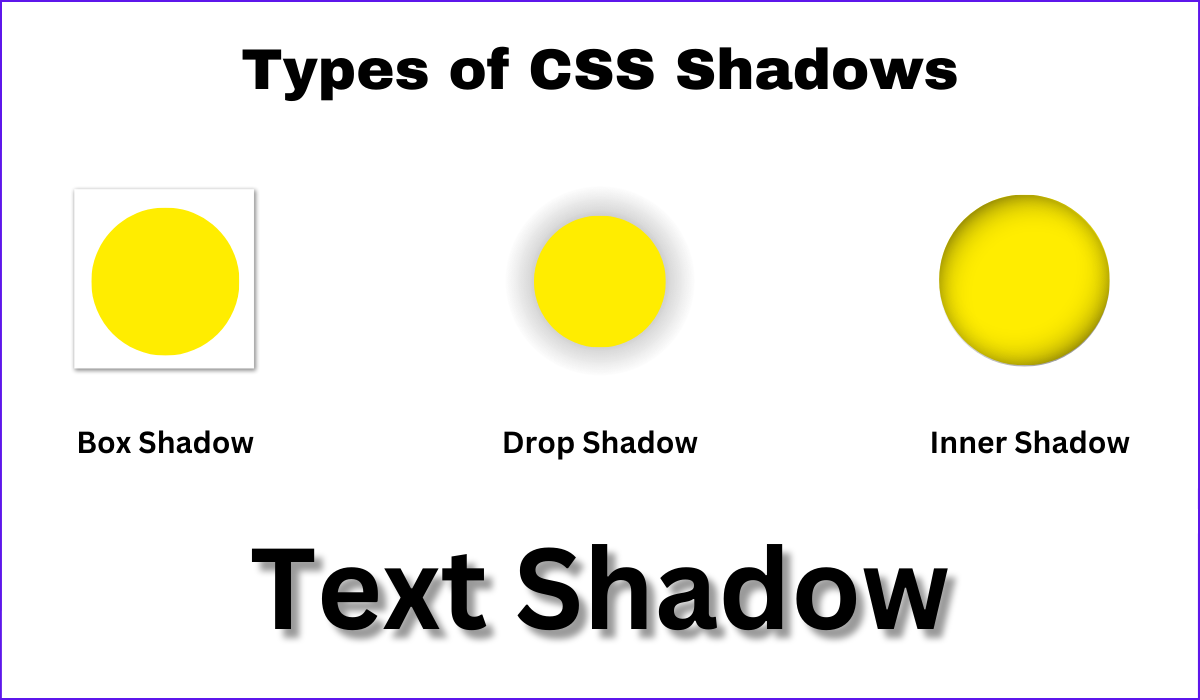 Types of CSS Shadows
Box Shadow
Drop Shadow
Inner Shadow
Text Shadow